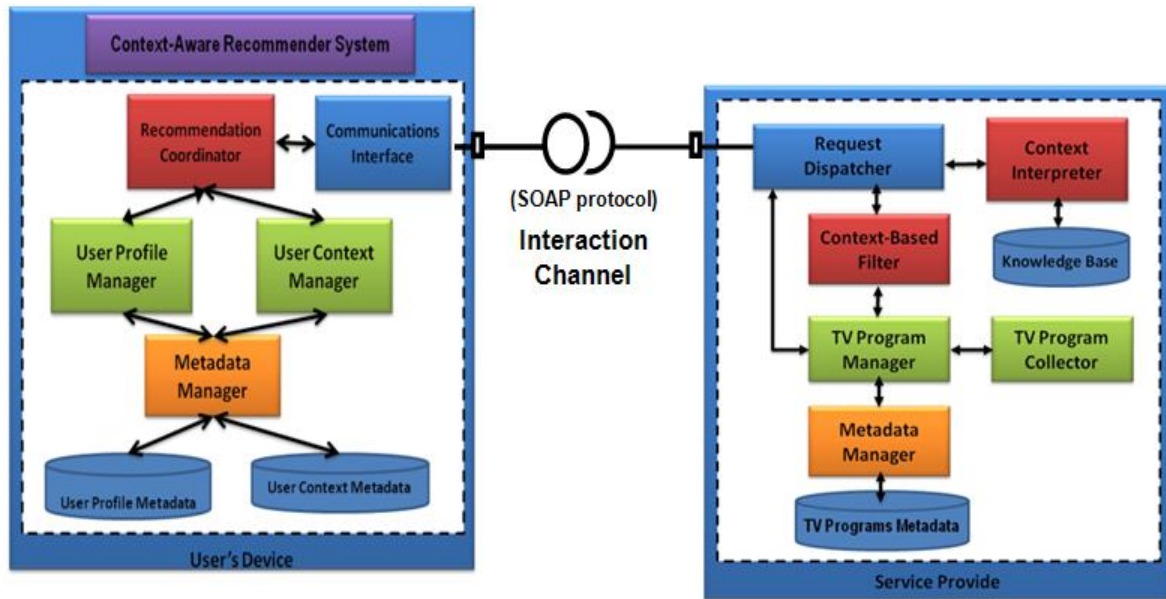 Context-Aware Recommender System
Recommendation
Coordinator
Communications
Interface
User Profile
Manager
User Context
Manager
Metadata
Manager
User Profile Metadata
User Context Metadata
User's Device
(SOAP protocol)
Interaction
Channel
Request
Dispatcher
Context
Interpreter
Context-Based
Filter
Knowledge Base
TV Program
Manager
TV Program
Collector
Metadata
Manager
TV Programs Metadata
Service Provide